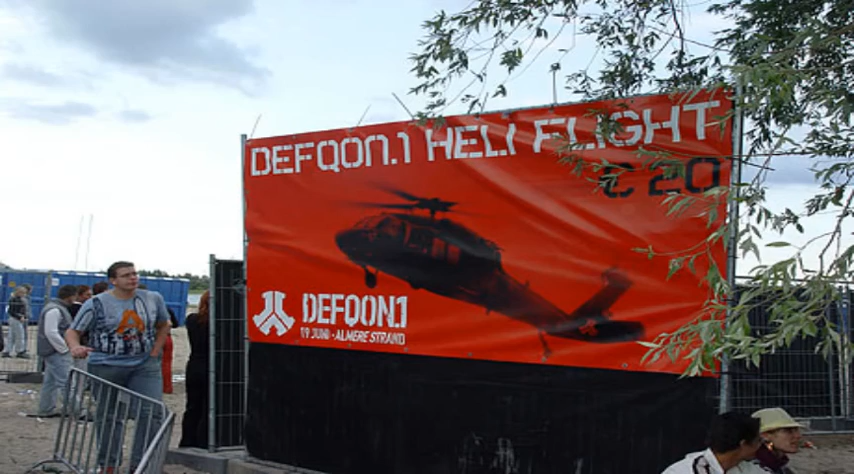 DEFQON.1 HELI FLIGHT
€ 20
DEFQON.1
19 JUNI - ALMERE STRAND